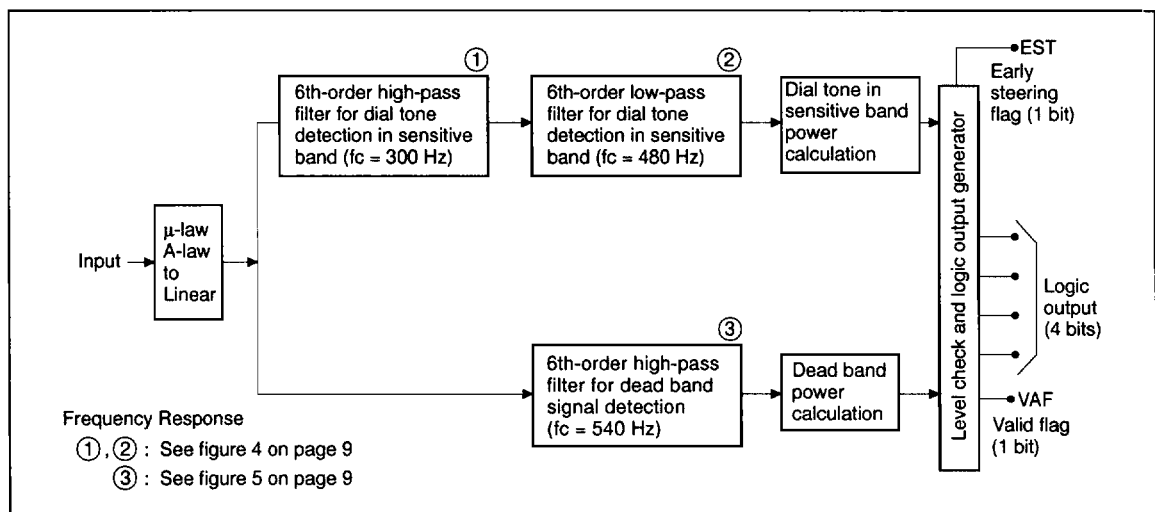 ①
6th-order high-pass
filter for dial tone
detection in sensitive
band (fc = 300 Hz)
②
6th-order low-pass
filter for dial tone
detection in sensitive
band (fc = 480 Hz)
Dial tone in
sensitive band
power
calculation
EST
Early
steering
flag (1 bit)
Input
μ-law
A-law
to
Linear
Level check and logic output generator
Logic
output
(4 bits)
③
6th-order high-pass
filter for dead band
signal detection
(fc = 540 Hz)
Dead band
power
calculation
VAF
Valid flag
(1 bit)
Frequency Response
①,② : See figure 4 on page 9
③ : See figure 5 on page 9